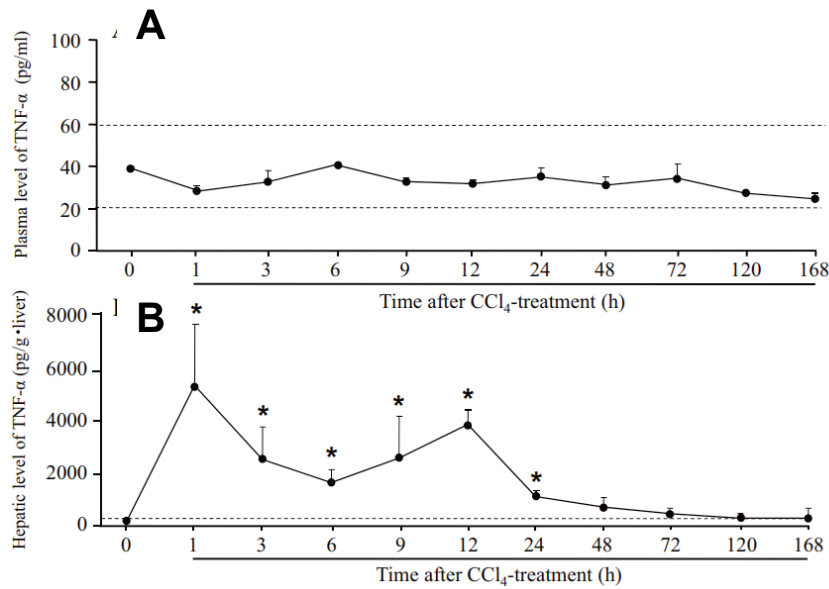 A
Plasma level of TNF-α (pg/ml)
100
80
60
40
20
0
0 1 3 6 9 12 24 48 72 120 168
Time after CCl₄-treatment (h)
B
Hepatic level of TNF-α (pg/g•liver)
8000
6000
4000
2000
0
* * * * * *
0 1 3 6 9 12 24 48 72 120 168
Time after CCl₄-treatment (h)